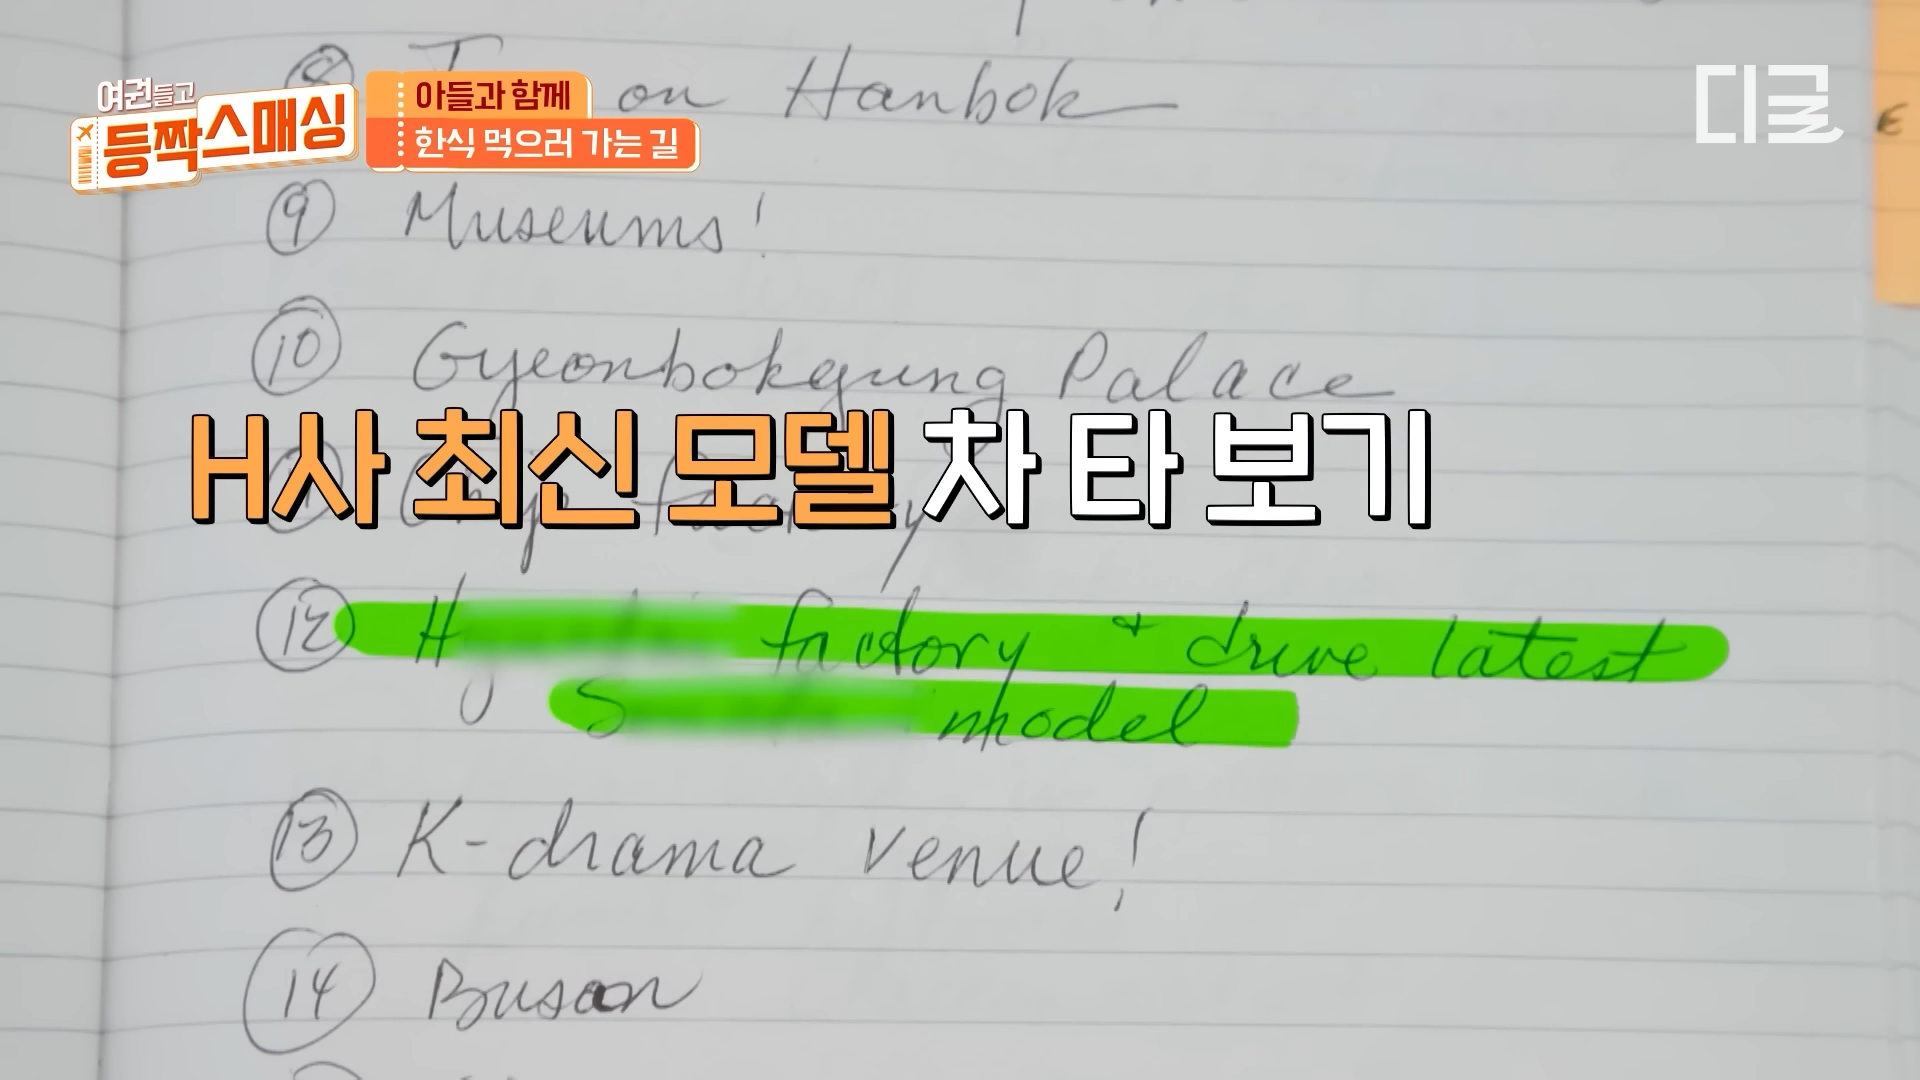 여권들고
등짝스매싱
아들과 함께
한식 먹으러 가는 길
디글
E
⑧ on Hanbok
⑨ Museums!
⑩ Gyeonbokgung Palace
H사 최신 모델 차 타 보기
⑫ factory + drive latest
model
⑬ K-drama venue!
⑭ Busan